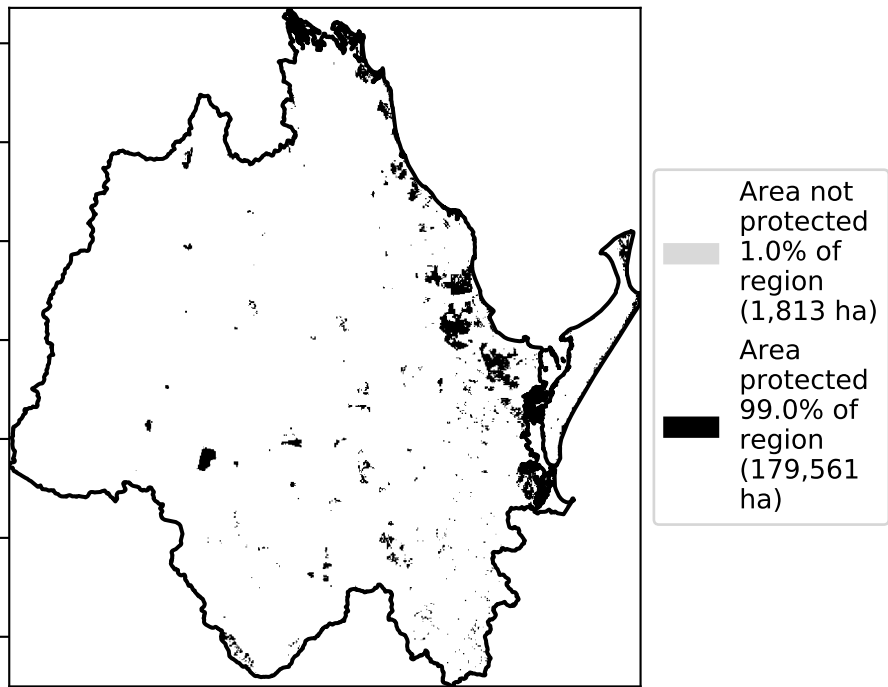 Area not
protected
1.0% of
region
(1,813 ha)
Area
protected
99.0% of
region
(179,561
ha)